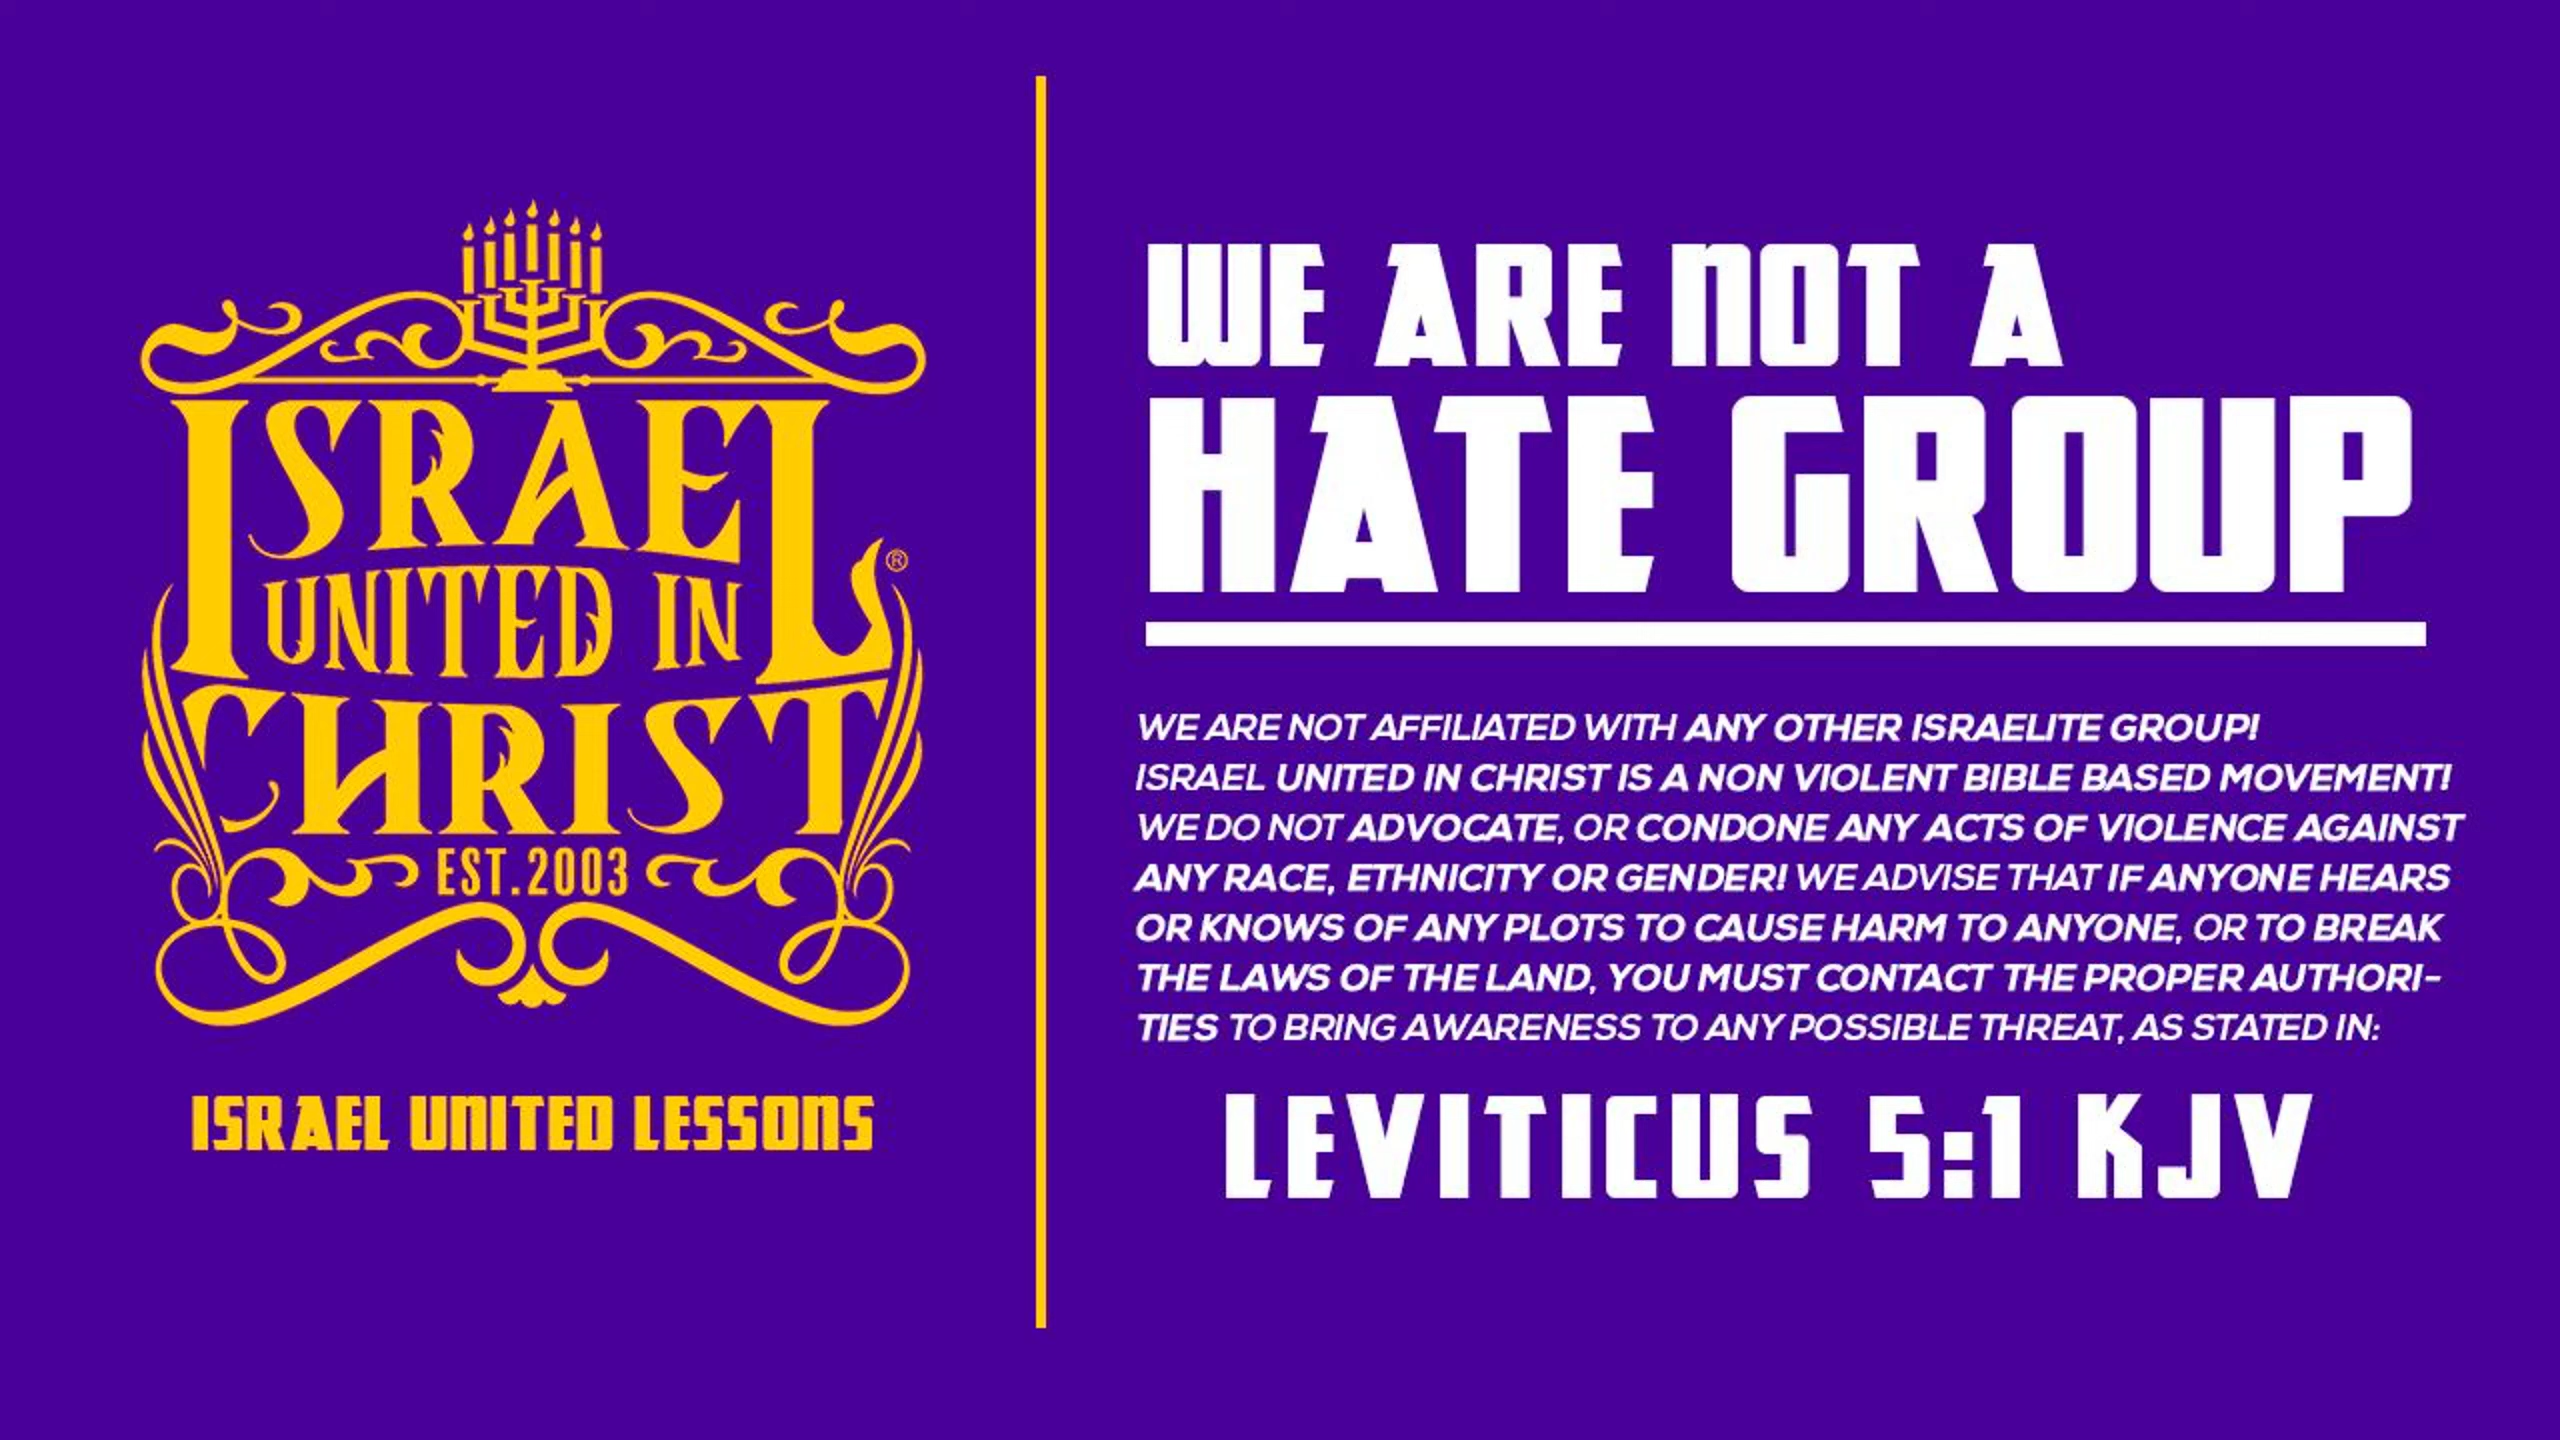 ISRAEL
UNITED IN
CHRIST
®
EST.2003
ISRAEL UNITED LESSONS
WE ARE NOT A
HATE GROUP
WE ARE NOT AFFILIATED WITH ANY OTHER ISRAELITE GROUP!
ISRAEL UNITED IN CHRIST IS A NON VIOLENT BIBLE BASED MOVEMENT!
WE DO NOT ADVOCATE, OR CONDONE ANY ACTS OF VIOLENCE AGAINST
ANY RACE, ETHNICITY OR GENDER! WE ADVISE THAT IF ANYONE HEARS
OR KNOWS OF ANY PLOTS TO CAUSE HARM TO ANYONE, OR TO BREAK
THE LAWS OF THE LAND, YOU MUST CONTACT THE PROPER AUTHORI-
TIES TO BRING AWARENESS TO ANY POSSIBLE THREAT, AS STATED IN:
LEVITICUS 5:1 KJV